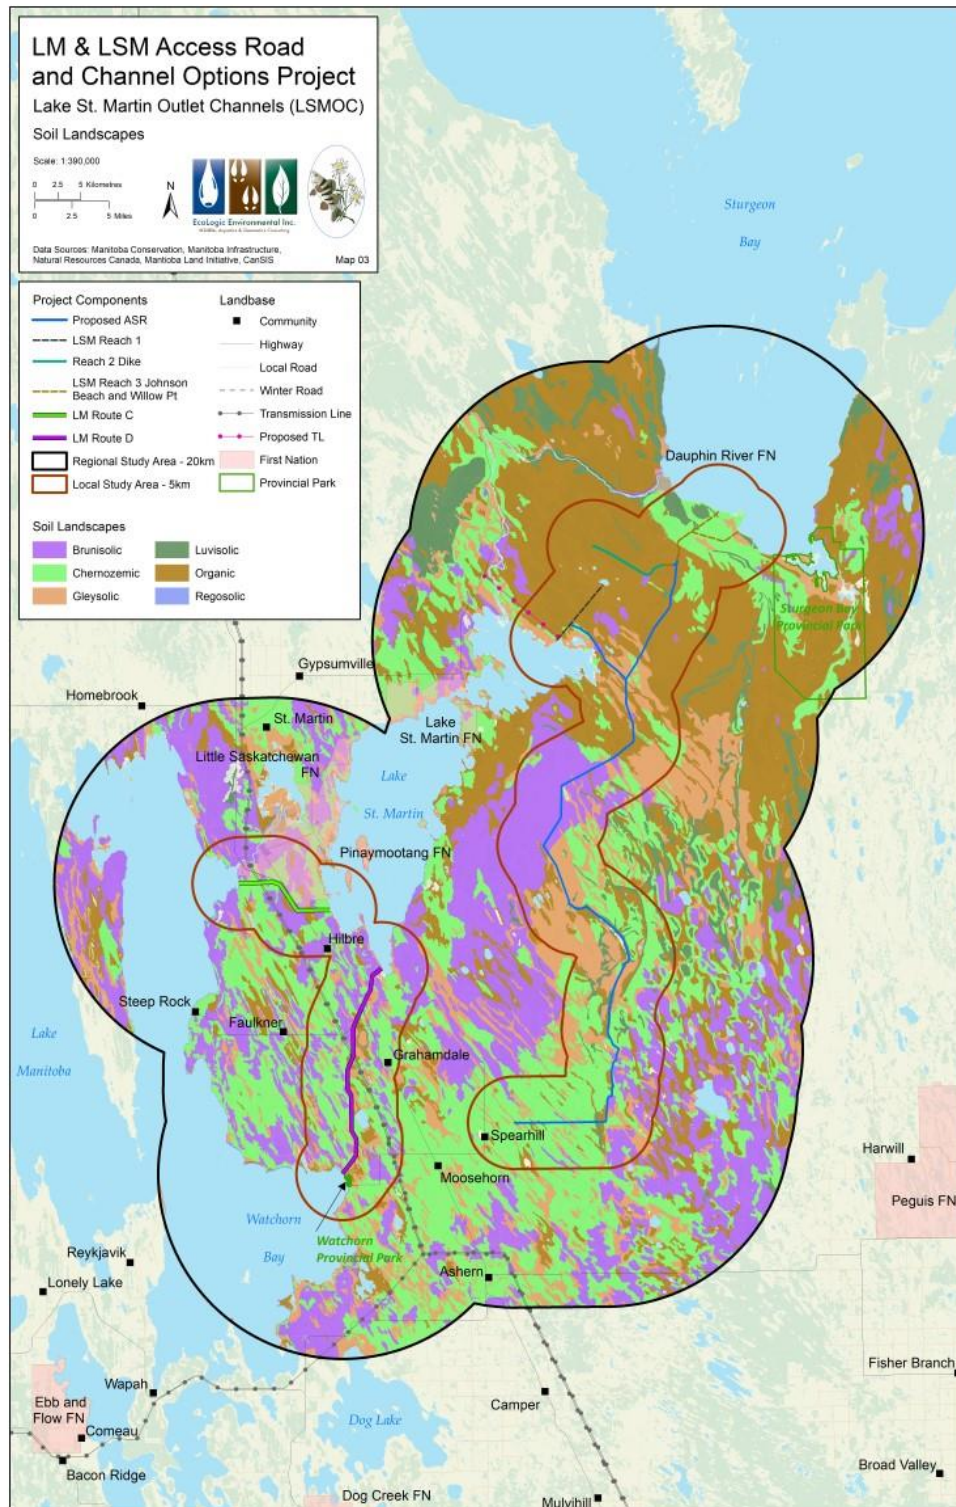 LM & LSM Access Road
and Channel Options Project
Lake St. Martin Outlet Channels (LSMOC)
Soil Landscapes
Scale: 1:390,000
0 2.5 5 Kilometres
0 2.5 5 Miles
N
EcoLogic Environmental Inc.
Wildlife, Aquatics & Geomatics Consulting
Data Sources: Manitoba Conservation, Manitoba Infrastructure,
Natural Resources Canada, Mantioba Land Initiative, CanSIS
Map 03
Project Components
Proposed ASR
LSM Reach 1
Reach 2 Dike
LSM Reach 3 Johnson
Beach and Willow Pt
LM Route C
LM Route D
Regional Study Area - 20km
Local Study Area - 5km
Landbase
Community
Highway
Local Road
Winter Road
Transmission Line
Proposed TL
First Nation
Provincial Park
Soil Landscapes
Brunisolic
Chernozemic
Gleysolic
Luvisolic
Organic
Regosolic
Sturgeon
Bay
Dauphin River FN
Sturgeon Bay
Provincial Park
Gypsumville
Homebrook
St. Martin
Lake
St. Martin FN
Little Saskatchewan
FN
Lake
St. Martin
Pinaymootang FN
Hilbre
Steep Rock
Faulkner
Lake
Manitoba
Grahamdale
Spearhill
Moosehorn
Harwill
Peguis FN
Watchorn
Bay
Watchorn
Provincial Park
Reykjavik
Lonely Lake
Ashern
Fisher Branch
Wapah
Ebb and
Flow FN
Comeau
Camper
Dog Lake
Bacon Ridge
Broad Valley
Dog Creek FN
Mulvihill